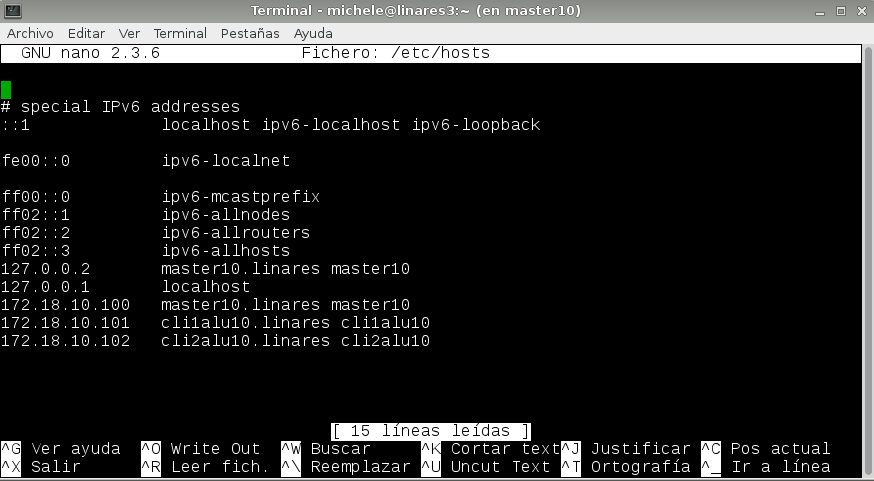 Terminal - michele@linares3:~ (en master10)
Archivo Editar Ver Terminal Pestañas Ayuda
GNU nano 2.3.6 Fichero: /etc/hosts
# special IPv6 addresses
::1 localhost ipv6-localhost ipv6-loopback
fe00::0 ipv6-localnet
ff00::0 ipv6-mcastprefix
ff02::1 ipv6-allnodes
ff02::2 ipv6-allrouters
ff02::3 ipv6-allhosts
127.0.0.2 master10.linares master10
127.0.0.1 localhost
172.18.10.100 master10.linares master10
172.18.10.101 cli1alu10.linares cli1alu10
172.18.10.102 cli2alu10.linares cli2alu10
[ 15 líneas leídas ]
^G Ver ayuda ^O Write Out ^W Buscar ^K Cortar text^J Justificar ^C Pos actual
^X Salir ^R Leer fich. ^\ Reemplazar ^U Uncut Text ^T Ortografía ^_ Ir a línea